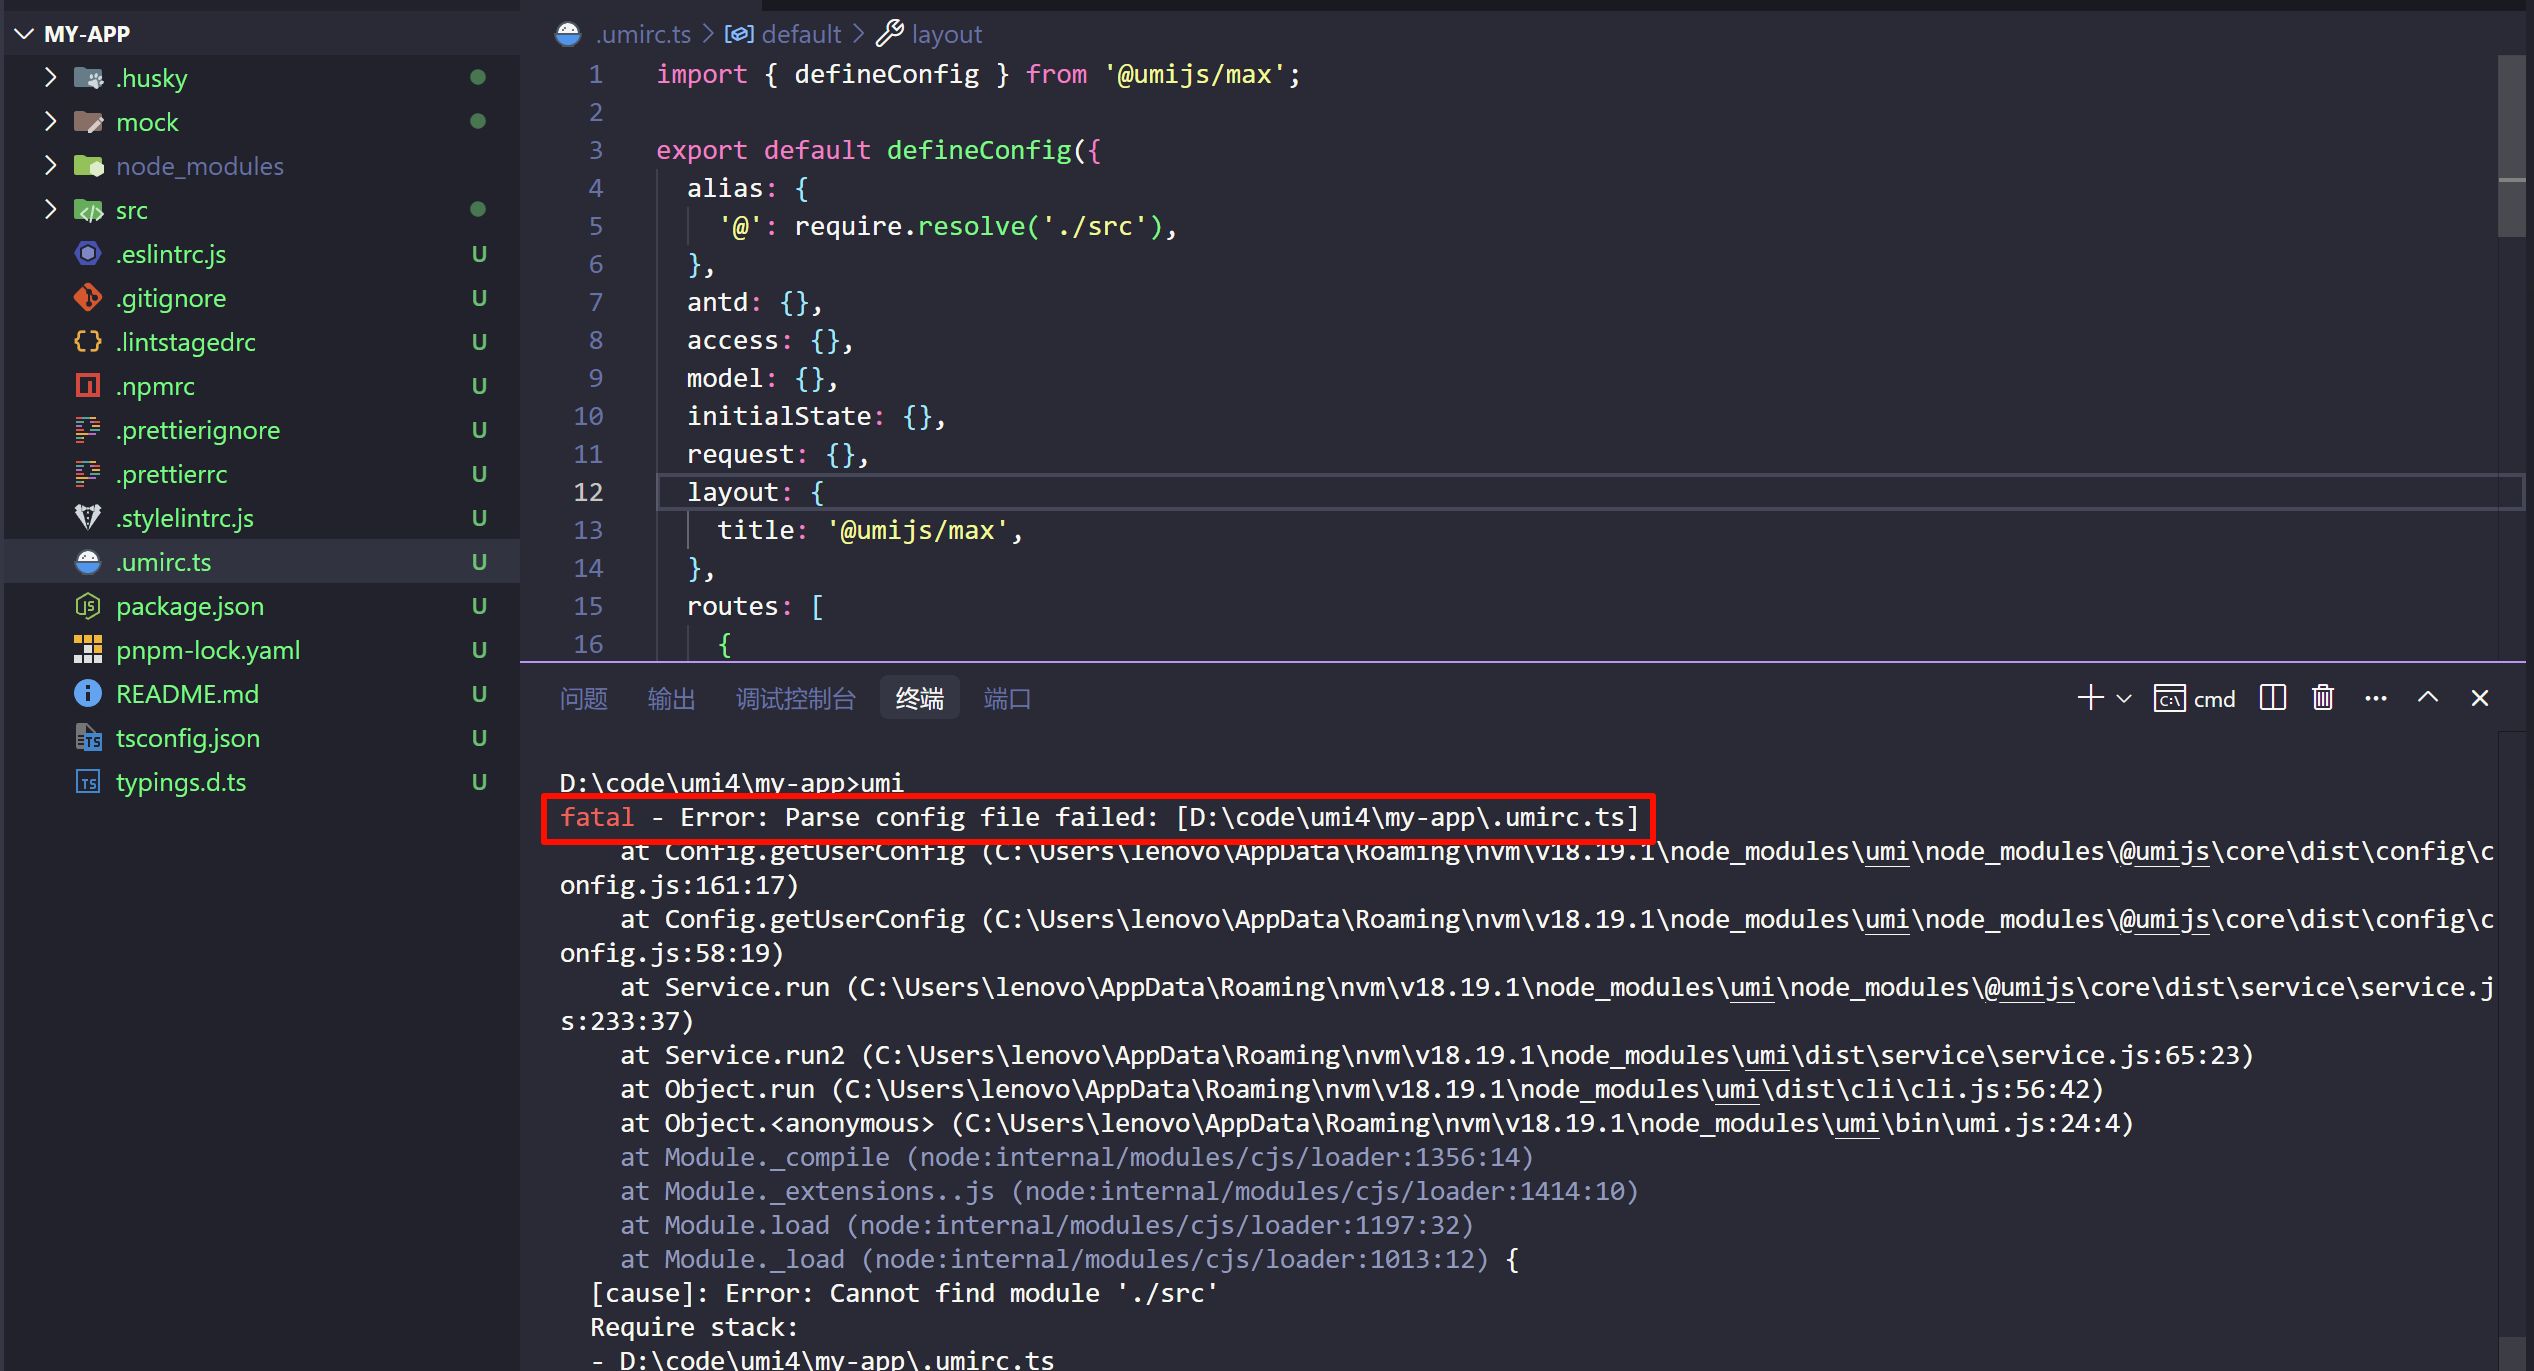 MY-APP
.husky
mock
node_modules
src
.eslintrc.js U
.gitignore U
.lintstagedrc U
.npmrc U
.prettierignore U
.prettierrc U
.stylelintrc.js U
.umirc.ts U
package.json U
pnpm-lock.yaml U
README.md U
tsconfig.json U
typings.d.ts U
.umirc.ts > default > layout
1 import { defineConfig } from '@umijs/max';
2
3 export default defineConfig({
4 alias: {
5 '@': require.resolve('./src'),
6 },
7 antd: {},
8 access: {},
9 model: {},
10 initialState: {},
11 request: {},
12 layout: {
13 title: '@umijs/max',
14 },
15 routes: [
16 {
问题 输出 调试控制台 终端 端口 cmd
D:\code\umi4\my-app>umi
fatal - Error: Parse config file failed: [D:\code\umi4\my-app\.umirc.ts]
at Config.getUserConfig (C:\Users\lenovo\AppData\Roaming\nvm\v18.19.1\node_modules\umi\node_modules\@umijs\core\dist\config\c
onfig.js:161:17)
at Config.getUserConfig (C:\Users\lenovo\AppData\Roaming\nvm\v18.19.1\node_modules\umi\node_modules\@umijs\core\dist\config\c
onfig.js:58:19)
at Service.run (C:\Users\lenovo\AppData\Roaming\nvm\v18.19.1\node_modules\umi\node_modules\@umijs\core\dist\service\service.j
s:233:37)
at Service.run2 (C:\Users\lenovo\AppData\Roaming\nvm\v18.19.1\node_modules\umi\dist\service\service.js:65:23)
at Object.run (C:\Users\lenovo\AppData\Roaming\nvm\v18.19.1\node_modules\umi\dist\cli\cli.js:56:42)
at Object.<anonymous> (C:\Users\lenovo\AppData\Roaming\nvm\v18.19.1\node_modules\umi\bin\umi.js:24:4)
at Module._compile (node:internal/modules/cjs/loader:1356:14)
at Module._extensions..js (node:internal/modules/cjs/loader:1414:10)
at Module.load (node:internal/modules/cjs/loader:1197:32)
at Module._load (node:internal/modules/cjs/loader:1013:12) {
[cause]: Error: Cannot find module './src'
Require stack:
- D:\code\umi4\my-app\.umirc.ts